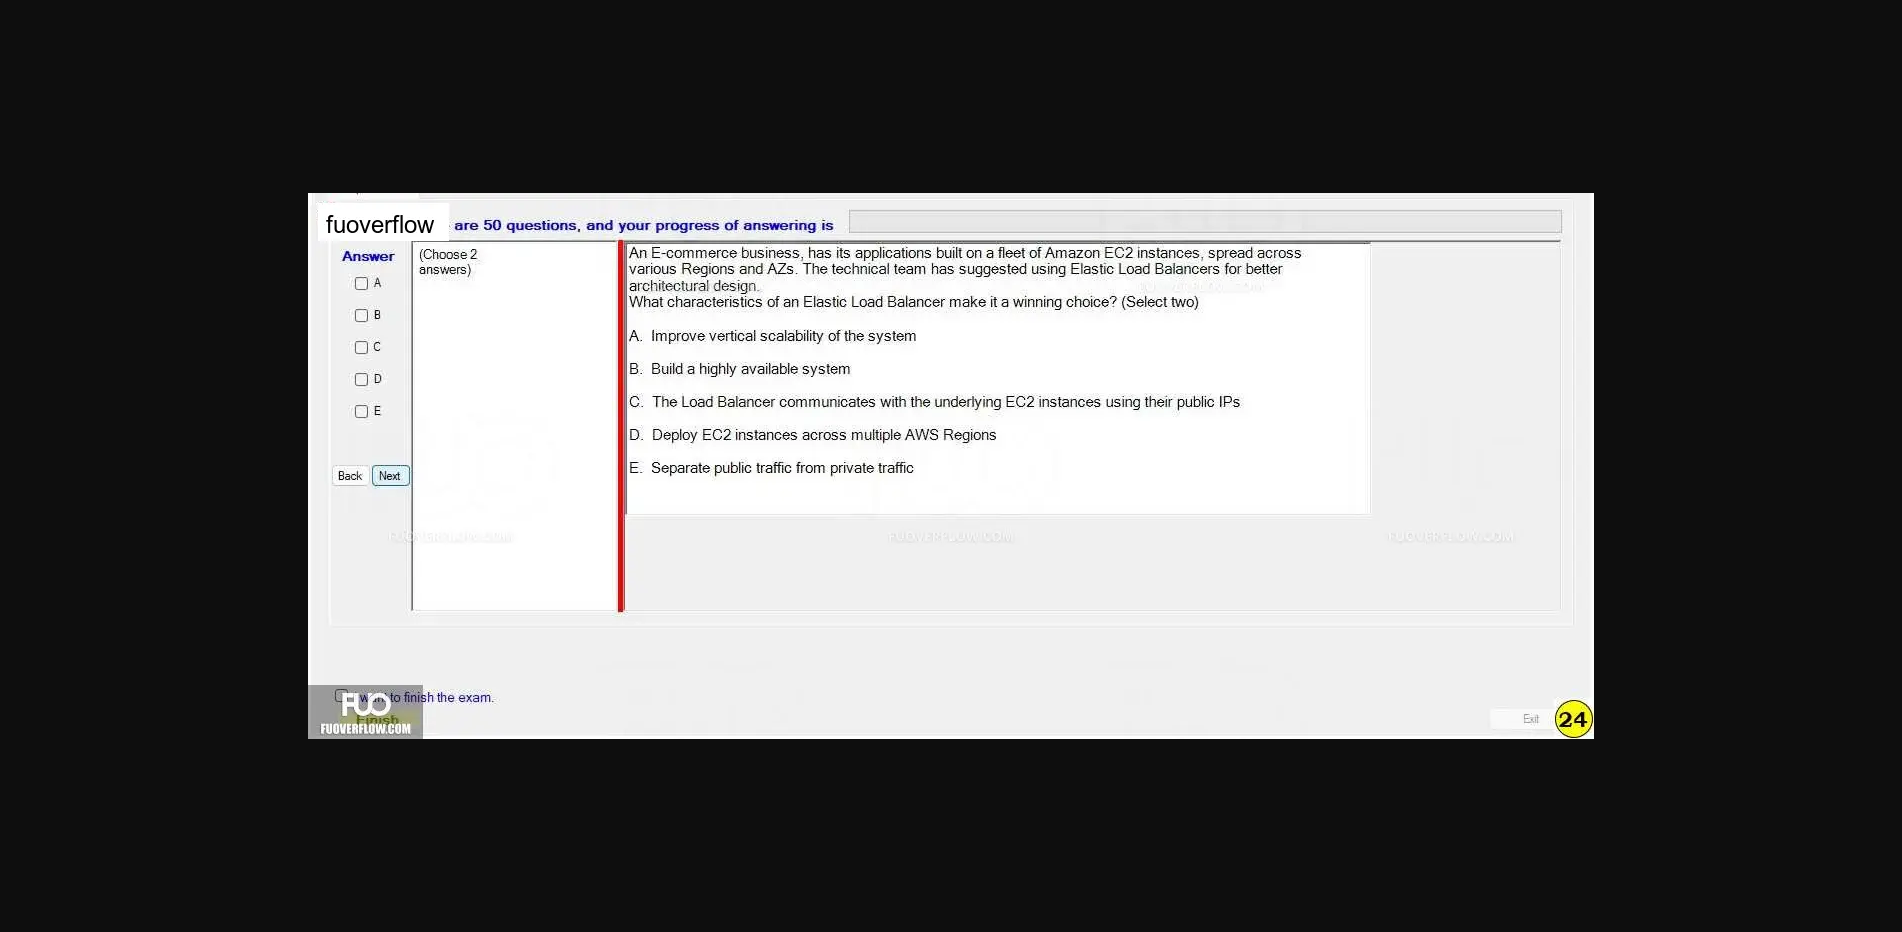 fuoverflow are 50 questions, and your progress of answering is
Answer
A
B
C
D
E
Back Next
(Choose 2
answers)
An E-commerce business, has its applications built on a fleet of Amazon EC2 instances, spread across
various Regions and AZs. The technical team has suggested using Elastic Load Balancers for better
architectural design.
What characteristics of an Elastic Load Balancer make it a winning choice? (Select two)
A. Improve vertical scalability of the system
B. Build a highly available system
C. The Load Balancer communicates with the underlying EC2 instances using their public IPs
D. Deploy EC2 instances across multiple AWS Regions
E. Separate public traffic from private traffic
FUOVERFLOW.COM FUOVERFLOW.COM FUOVERFLOW.COM
want to finish the exam.
FUO
Finish
FUOVERFLOW.COM
Exit 24